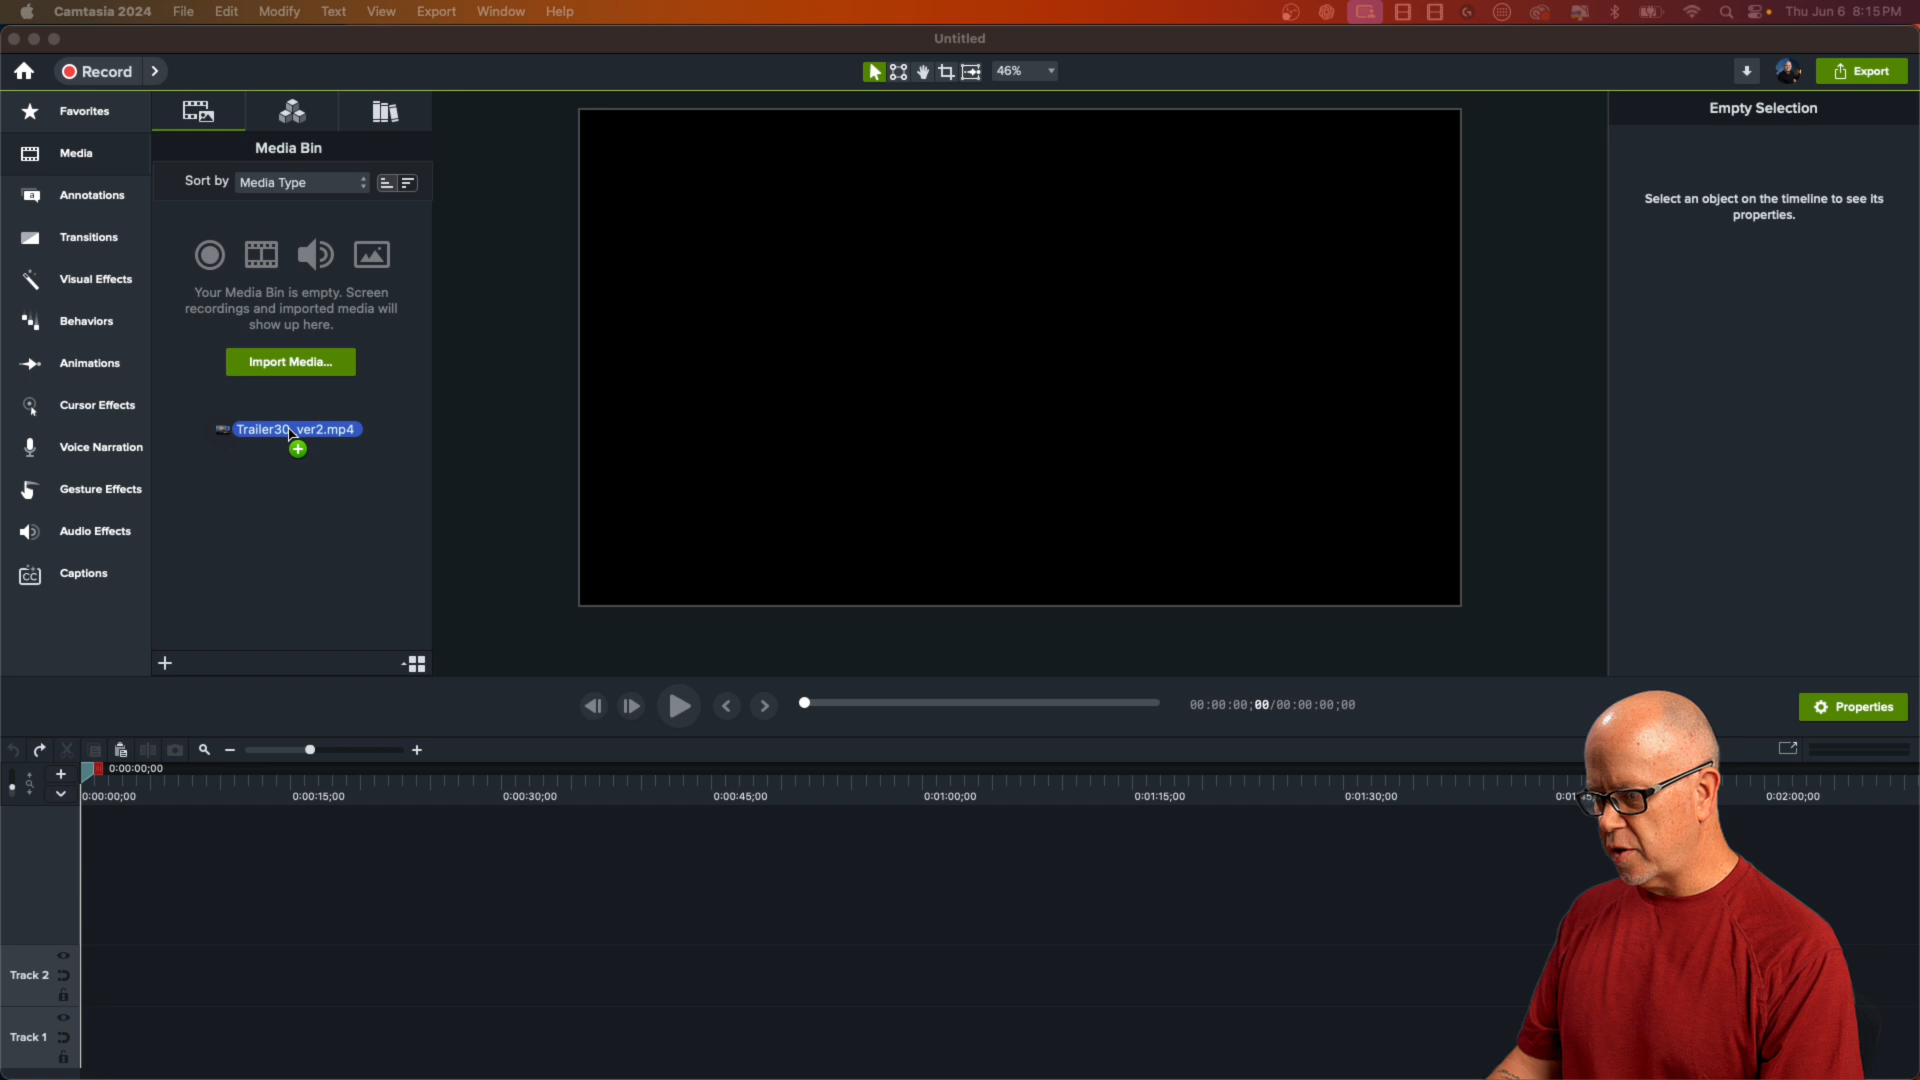 Camtasia 2024 File Edit Modify Text View Export Window Help Thu Jun 6 8:15 PM
Untitled
Record 46% Export
Favorites
Media
Annotations
Transitions
Visual Effects
Behaviors
Animations
Cursor Effects
Voice Narration
Gesture Effects
Audio Effects
Captions
Media Bin
Sort by Media Type
Your Media Bin is empty. Screen
recordings and imported media will
show up here.
Import Media...
Trailer30_ver2.mp4
Empty Selection
Select an object on the timeline to see its
properties.
00:00:00;00/00:00:00;00
Properties
0:00:00;00
0:00:00;00 0:00:15;00 0:00:30;00 0:00:45;00 0:01:00;00 0:01:15;00 0:01:30;00 0:02:00;00
Track 2
Track 1